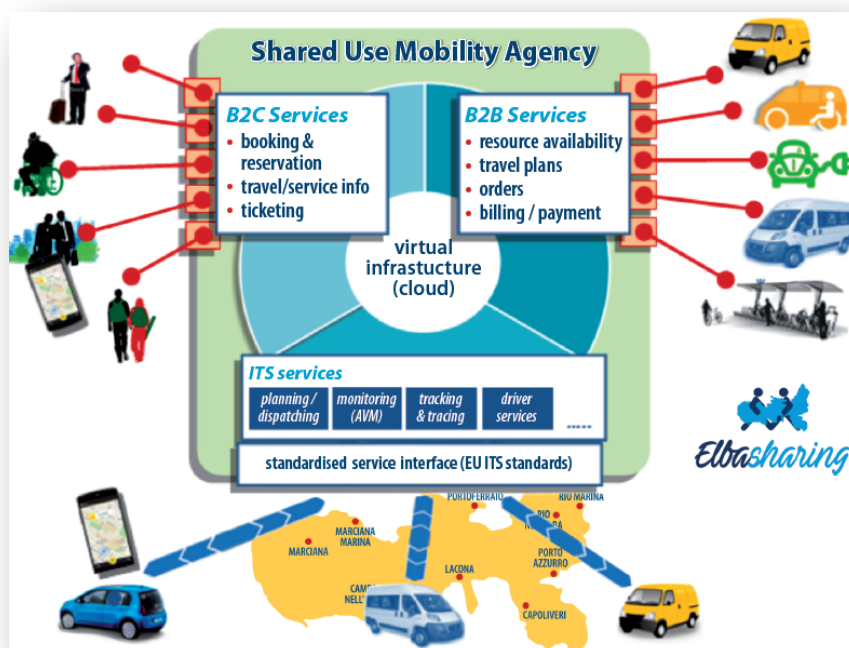 Shared Use Mobility Agency
B2C Services
• booking &
reservation
• travel/service info
• ticketing
B2B Services
• resource availability
• travel plans
• orders
• billing / payment
virtual
infrastucture
(cloud)
ITS services
planning /
dispatching
monitoring
(AVM)
tracking
& tracing
driver
services
.....
standardised service interface (EU ITS standards)
Elbasharing
PORTOFERRAIO
RIO MARINA
RIO
MARCIANA
MARINA
MARCIANA
PORTO
AZZURRO
LACONA
NELL'
CAPOLIVERI